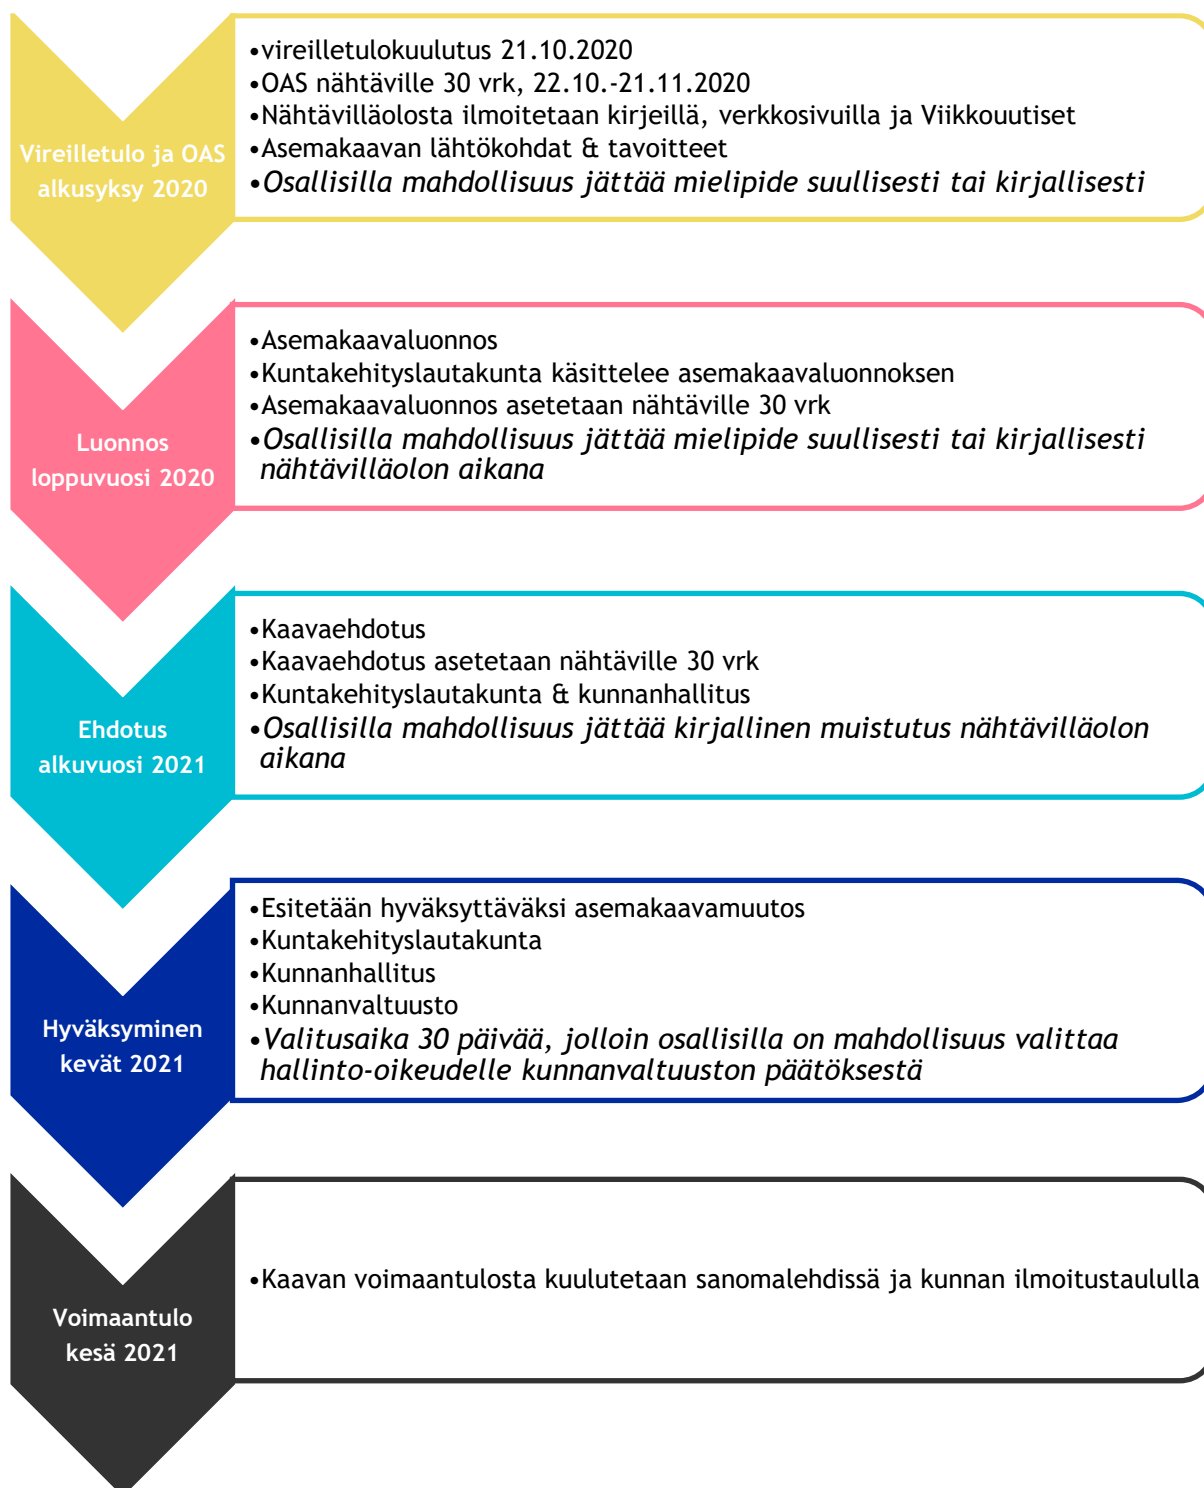 Vireilletulo ja OAS
alkusyksy 2020
•vireilletulokuulutus 21.10.2020
•OAS nähtäville 30 vrk, 22.10.-21.11.2020
•Nähtävilläolosta ilmoitetaan kirjeillä, verkkosivuilla ja Viikkouutiset
•Asemakaavan lähtökohdat & tavoitteet
•Osallisilla mahdollisuus jättää mielipide suullisesti tai kirjallisesti
Luonnos
loppuvuosi 2020
•Asemakaavaluonnos
•Kuntakehityslautakunta käsittelee asemakaavaluonnoksen
•Asemakaavaluonnos asetetaan nähtäville 30 vrk
•Osallisilla mahdollisuus jättää mielipide suullisesti tai kirjallisesti
nähtävilläolon aikana
Ehdotus
alkuvuosi 2021
•Kaavaehdotus
•Kaavaehdotus asetetaan nähtäville 30 vrk
•Kuntakehityslautakunta & kunnanhallitus
•Osallisilla mahdollisuus jättää kirjallinen muistutus nähtävilläolon
aikana
Hyväksyminen
kevät 2021
•Esitetään hyväksyttäväksi asemakaavamuutos
•Kuntakehityslautakunta
•Kunnanhallitus
•Kunnanvaltuusto
•Valitusaika 30 päivää, jolloin osallisilla on mahdollisuus valittaa
hallinto-oikeudelle kunnanvaltuuston päätöksestä
Voimaantulo
kesä 2021
•Kaavan voimaantulosta kuulutetaan sanomalehdissä ja kunnan ilmoitustaululla